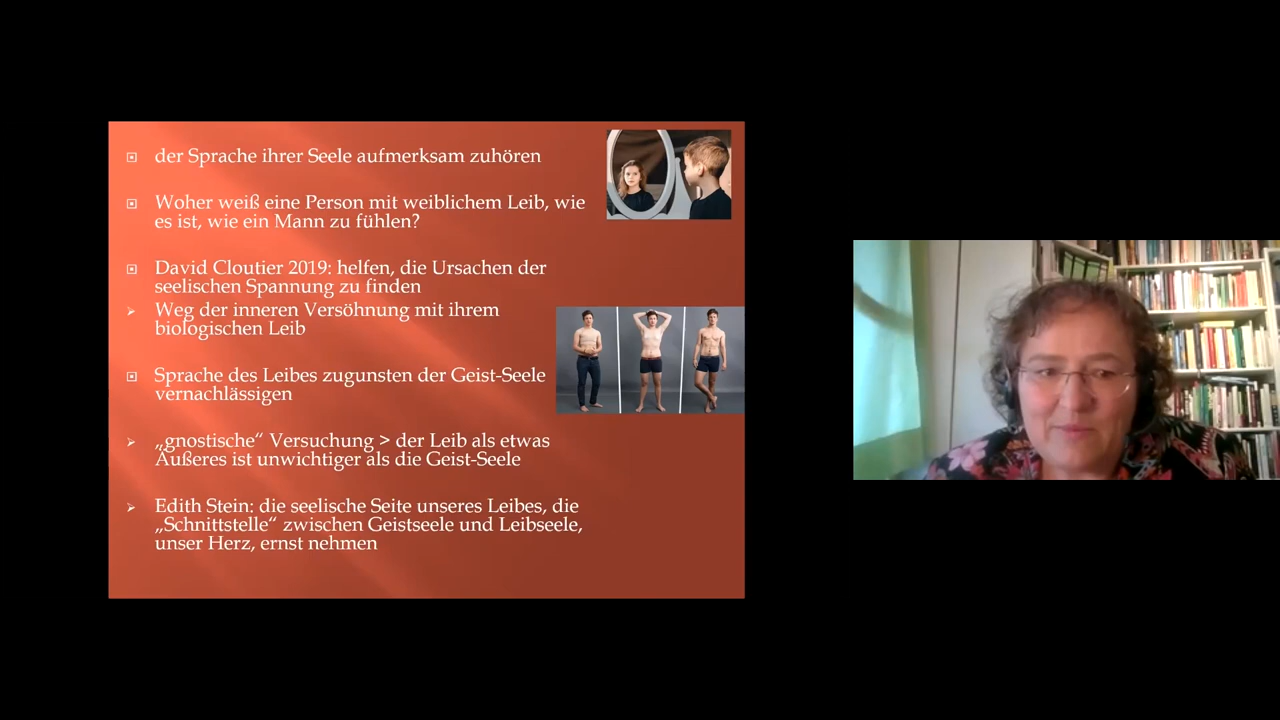 der Sprache ihrer Seele aufmerksam zuhören
Woher weiß eine Person mit weiblichem Leib, wie
es ist, wie ein Mann zu fühlen?
David Cloutier 2019: helfen, die Ursachen der
seelischen Spannung zu finden
Weg der inneren Versöhnung mit ihrem
biologischen Leib
Sprache des Leibes zugunsten der Geist-Seele
vernachlässigen
„gnostische“ Versuchung > der Leib als etwas
Äußeres ist unwichtiger als die Geist-Seele
Edith Stein: die seelische Seite unseres Leibes, die
„Schnittstelle“ zwischen Geistseele und Leibseele,
unser Herz, ernst nehmen